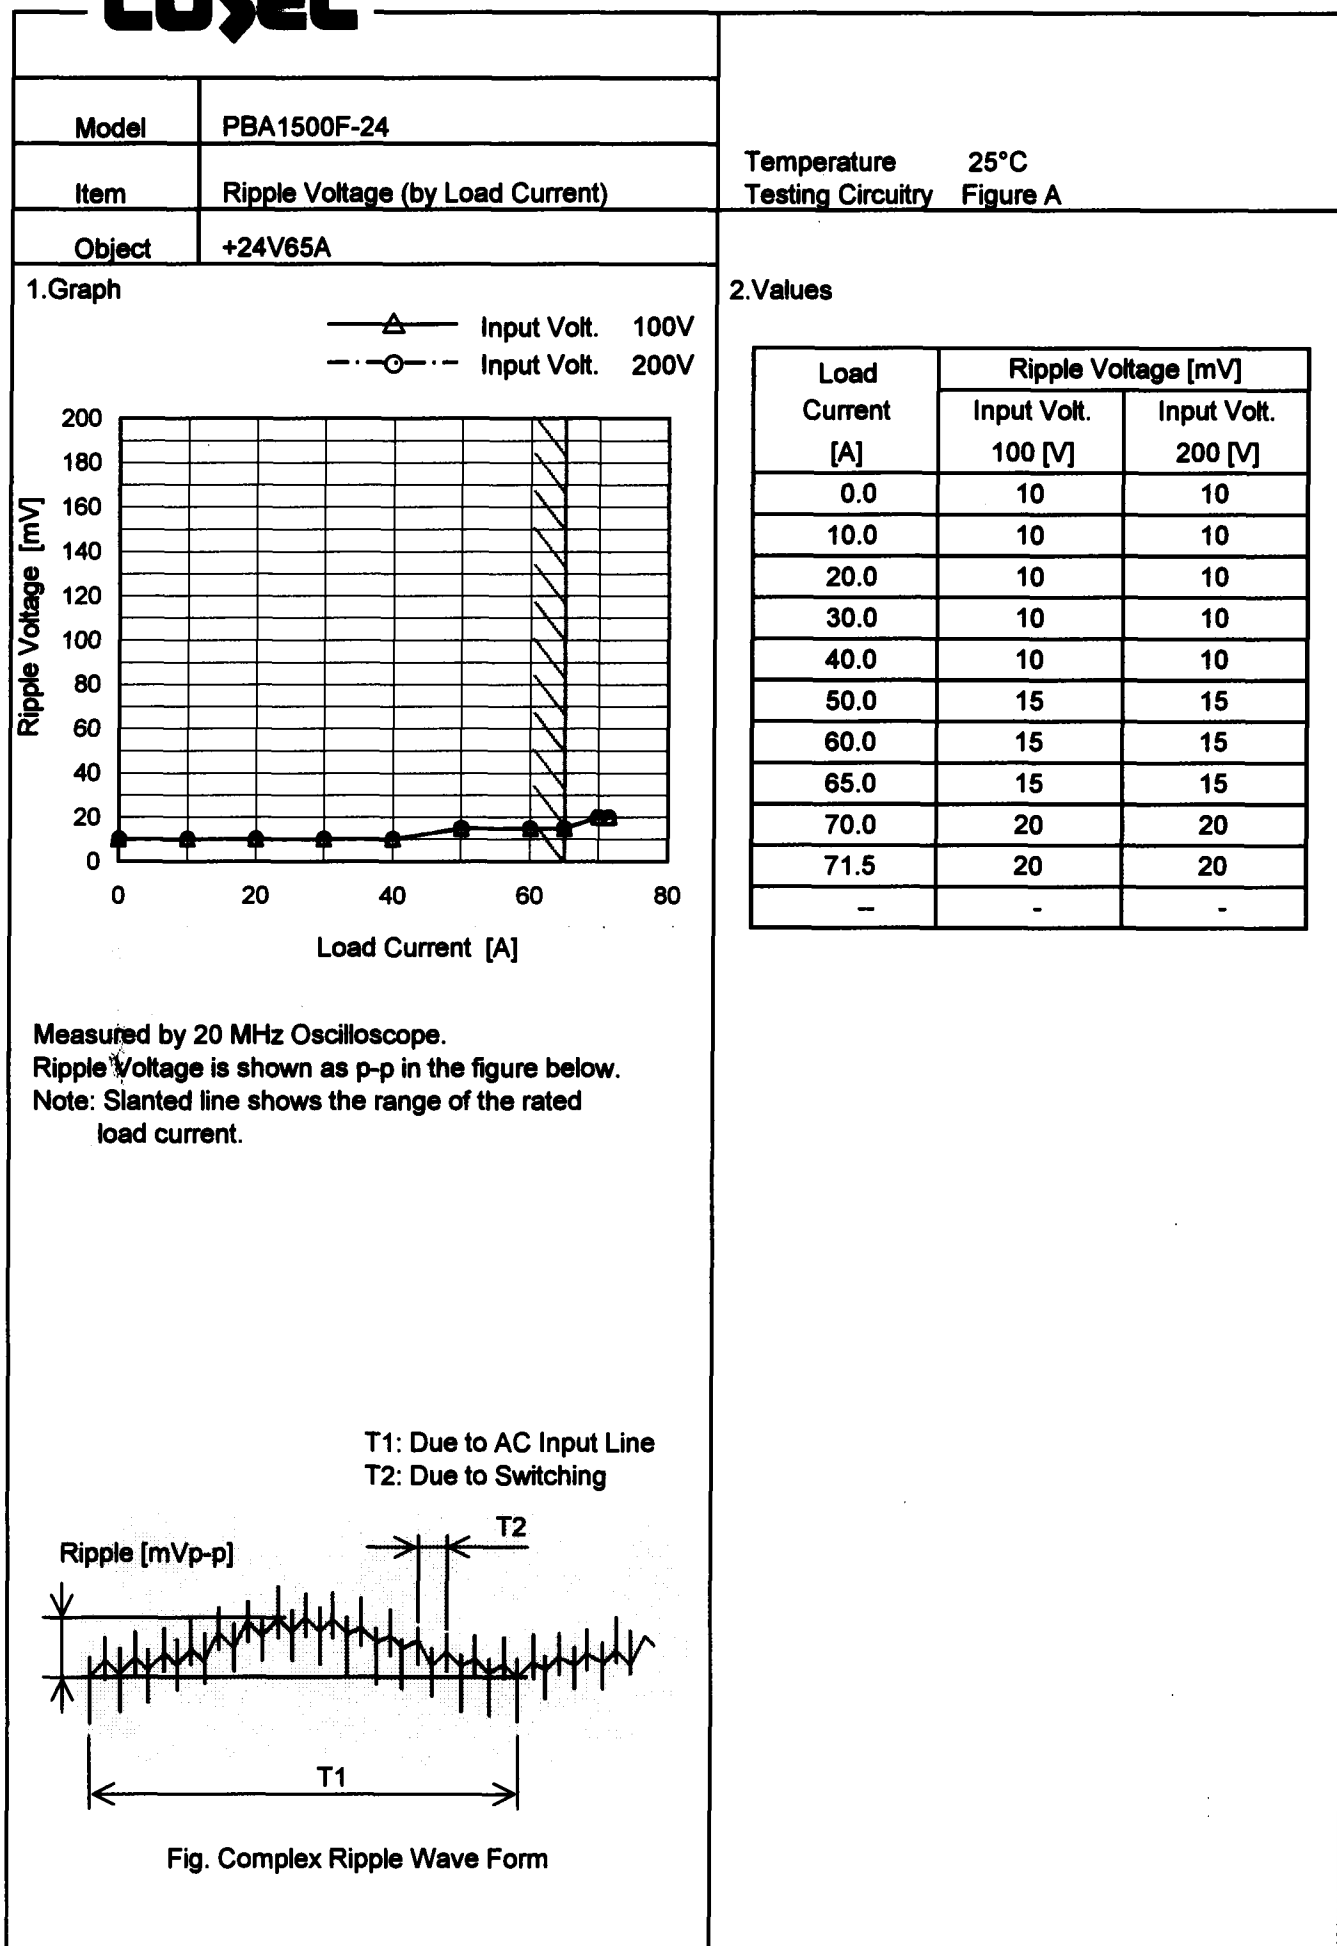 COSEL
Model PBA1500F-24
Item Ripple Voltage (by Load Current)
Object +24V65A
Temperature 25°C
Testing Circuitry Figure A
1.Graph
Input Volt. 100V
Input Volt. 200V
200
180
160
140
120
100
80
60
40
20
0
Ripple Voltage [mV]
0 20 40 60 80
Load Current [A]
Measured by 20 MHz Oscilloscope.
Ripple Voltage is shown as p-p in the figure below.
Note: Slanted line shows the range of the rated
load current.
T1: Due to AC Input Line
T2: Due to Switching
T2
Ripple [mVp-p]
T1
Fig. Complex Ripple Wave Form
2.Values
Load Ripple Voltage [mV]
Current Input Volt. Input Volt.
[A] 100 [V] 200 [V]
0.0 10 10
10.0 10 10
20.0 10 10
30.0 10 10
40.0 10 10
50.0 15 15
60.0 15 15
65.0 15 15
70.0 20 20
71.5 20 20
-- - -